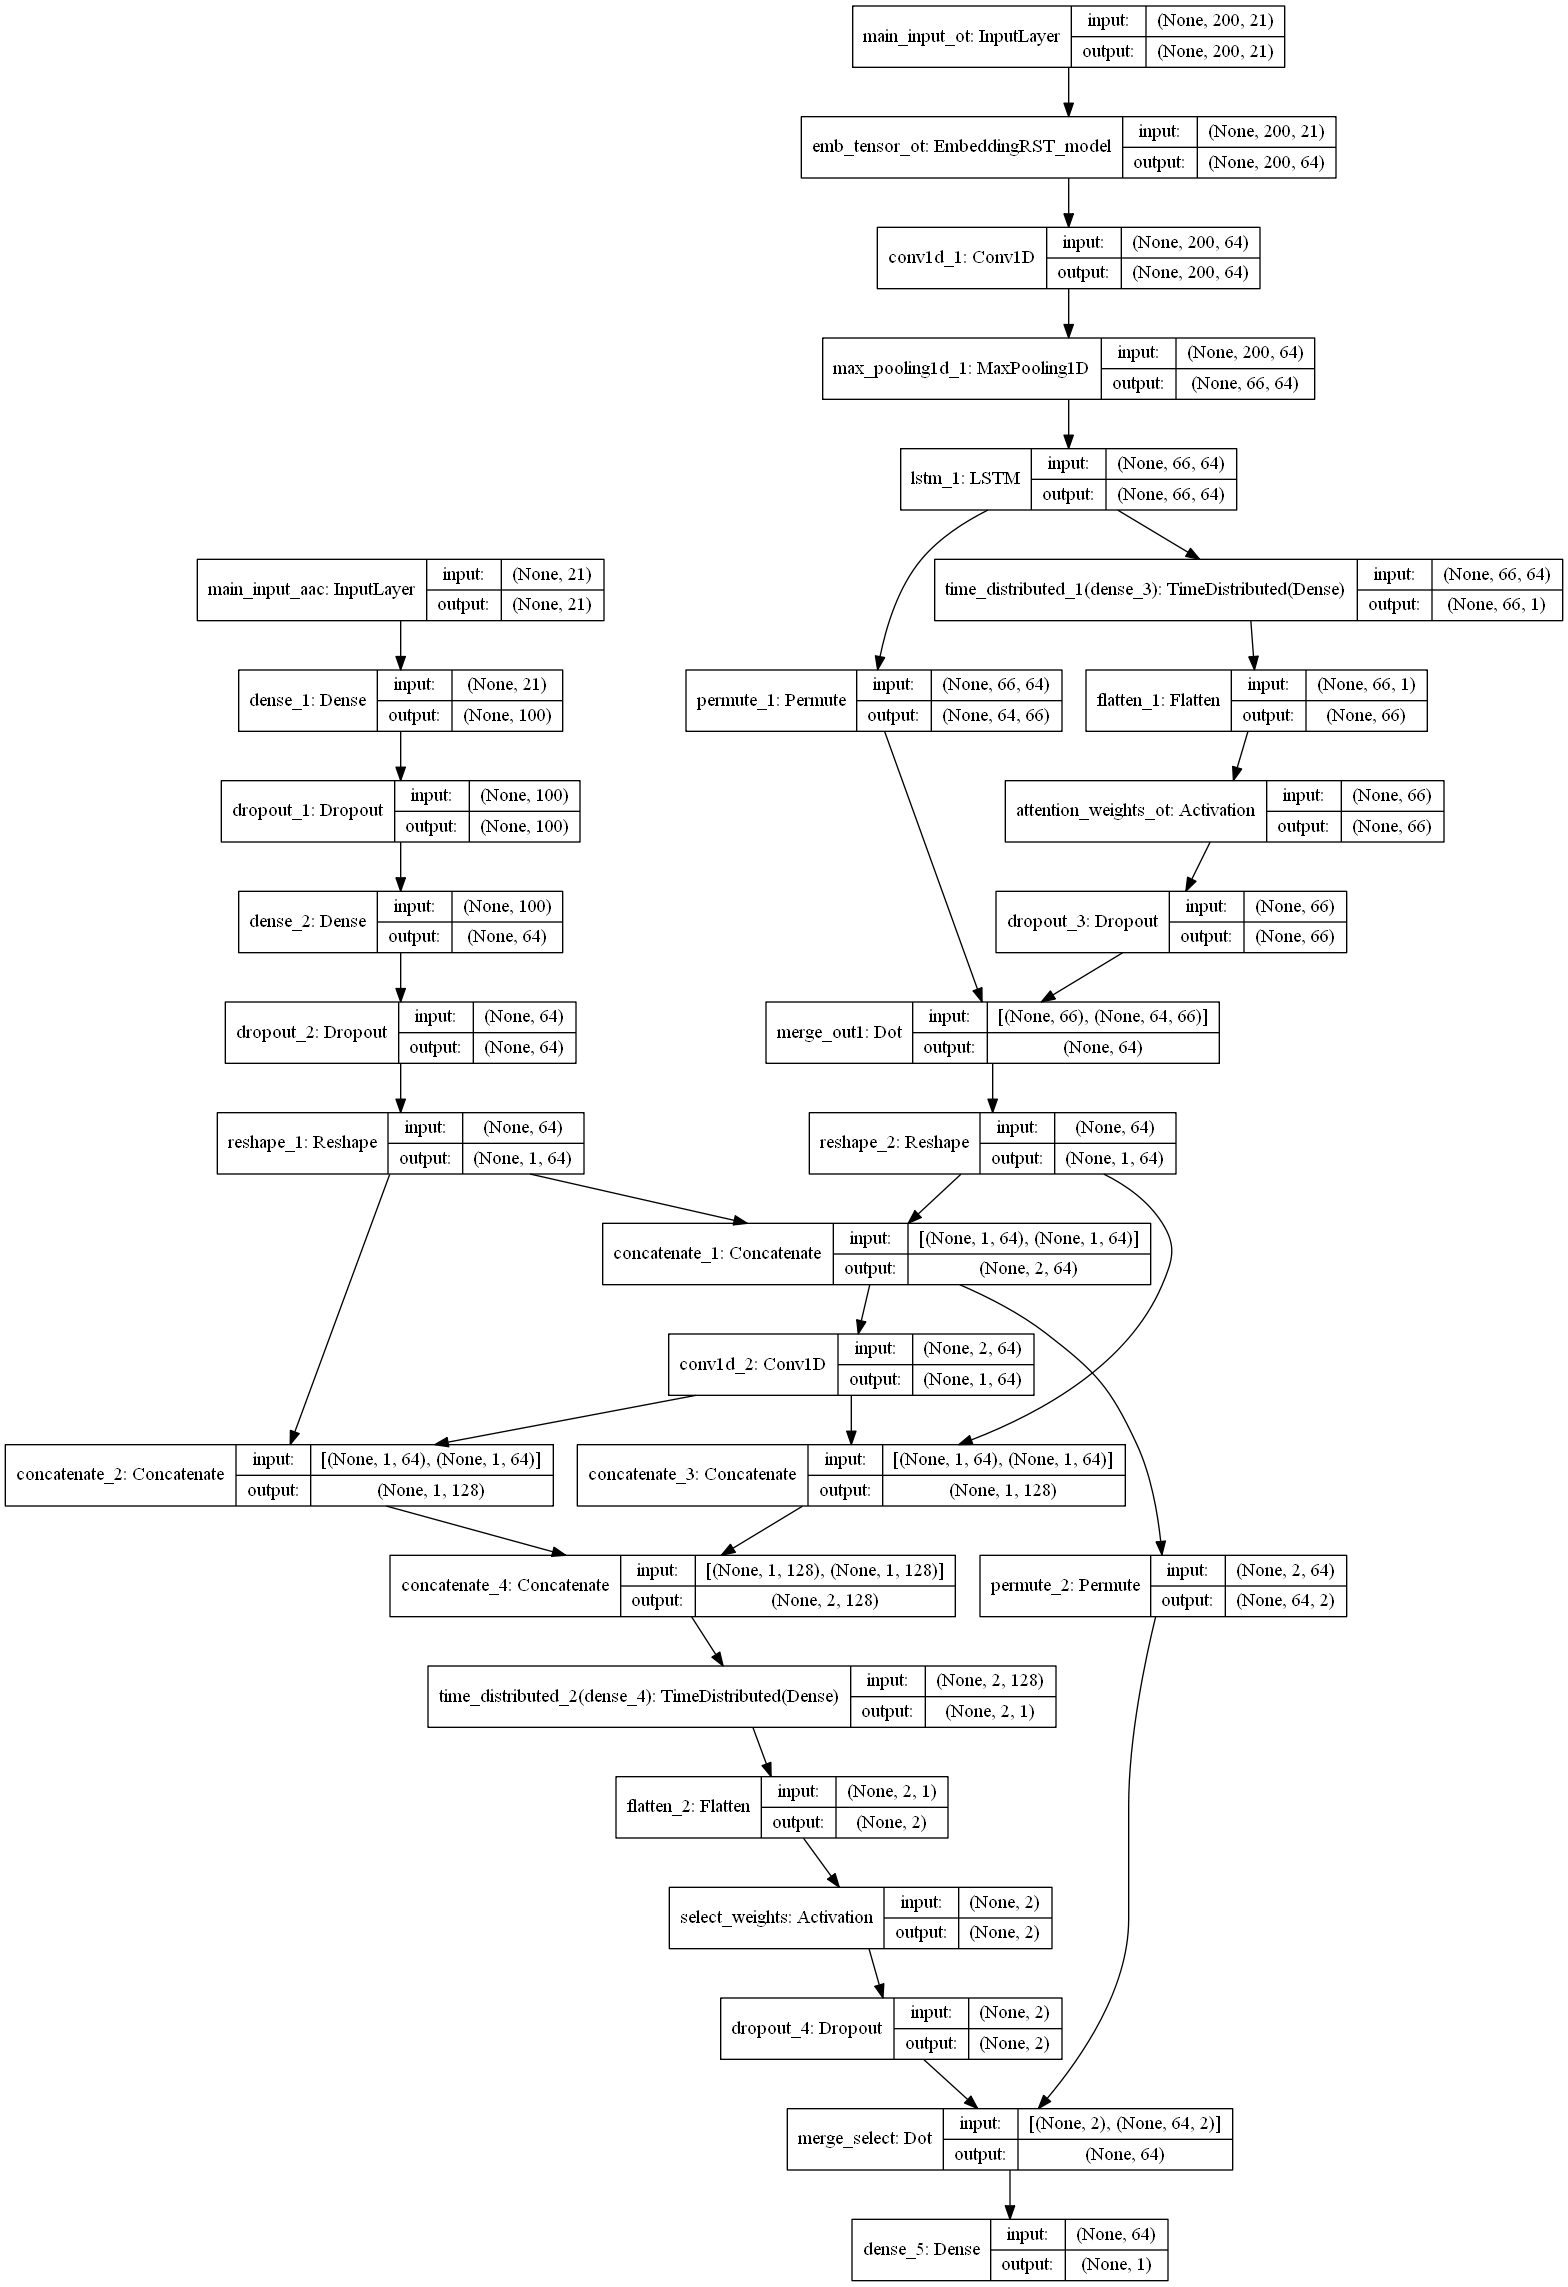 main_input_ot: InputLayer
input: (None, 200, 21)
output: (None, 200, 21)
emb_tensor_ot: EmbeddingRST_model
input: (None, 200, 21)
output: (None, 200, 64)
conv1d_1: Conv1D
input: (None, 200, 64)
output: (None, 200, 64)
max_pooling1d_1: MaxPooling1D
input: (None, 200, 64)
output: (None, 66, 64)
lstm_1: LSTM
input: (None, 66, 64)
output: (None, 66, 64)
main_input_aac: InputLayer
input: (None, 21)
output: (None, 21)
time_distributed_1(dense_3): TimeDistributed(Dense)
input: (None, 66, 64)
output: (None, 66, 1)
dense_1: Dense
input: (None, 21)
output: (None, 100)
permute_1: Permute
input: (None, 66, 64)
output: (None, 64, 66)
flatten_1: Flatten
input: (None, 66, 1)
output: (None, 66)
dropout_1: Dropout
input: (None, 100)
output: (None, 100)
attention_weights_ot: Activation
input: (None, 66)
output: (None, 66)
dense_2: Dense
input: (None, 100)
output: (None, 64)
dropout_3: Dropout
input: (None, 66)
output: (None, 66)
dropout_2: Dropout
input: (None, 64)
output: (None, 64)
merge_out1: Dot
input: [(None, 66), (None, 64, 66)]
output: (None, 64)
reshape_1: Reshape
input: (None, 64)
output: (None, 1, 64)
reshape_2: Reshape
input: (None, 64)
output: (None, 1, 64)
concatenate_1: Concatenate
input: [(None, 1, 64), (None, 1, 64)]
output: (None, 2, 64)
conv1d_2: Conv1D
input: (None, 2, 64)
output: (None, 1, 64)
concatenate_2: Concatenate
input: [(None, 1, 64), (None, 1, 64)]
output: (None, 1, 128)
concatenate_3: Concatenate
input: [(None, 1, 64), (None, 1, 64)]
output: (None, 1, 128)
concatenate_4: Concatenate
input: [(None, 1, 128), (None, 1, 128)]
output: (None, 2, 128)
permute_2: Permute
input: (None, 2, 64)
output: (None, 64, 2)
time_distributed_2(dense_4): TimeDistributed(Dense)
input: (None, 2, 128)
output: (None, 2, 1)
flatten_2: Flatten
input: (None, 2, 1)
output: (None, 2)
select_weights: Activation
input: (None, 2)
output: (None, 2)
dropout_4: Dropout
input: (None, 2)
output: (None, 2)
merge_select: Dot
input: [(None, 2), (None, 64, 2)]
output: (None, 64)
dense_5: Dense
input: (None, 64)
output: (None, 1)